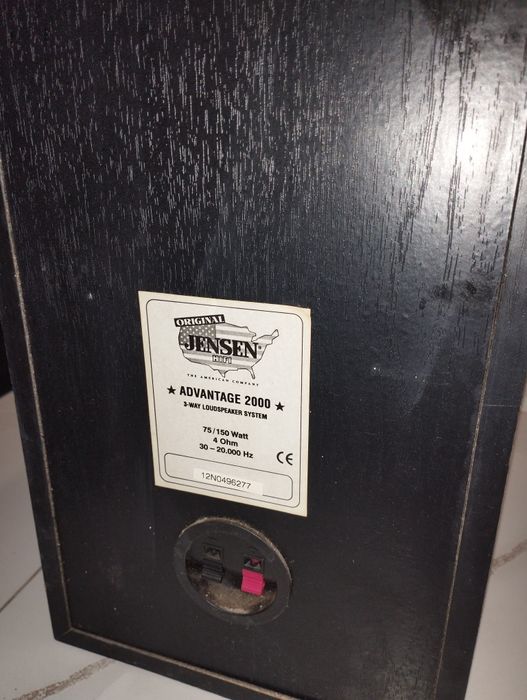 ORIGINAL
JENSEN®
HIFI
THE AMERICAN COMPANY
★ ADVANTAGE 2000 ★
3-WAY LOUDSPEAKER SYSTEM
75/150 Watt
4 Ohm
30 – 20.000 Hz
CE
12N0496277